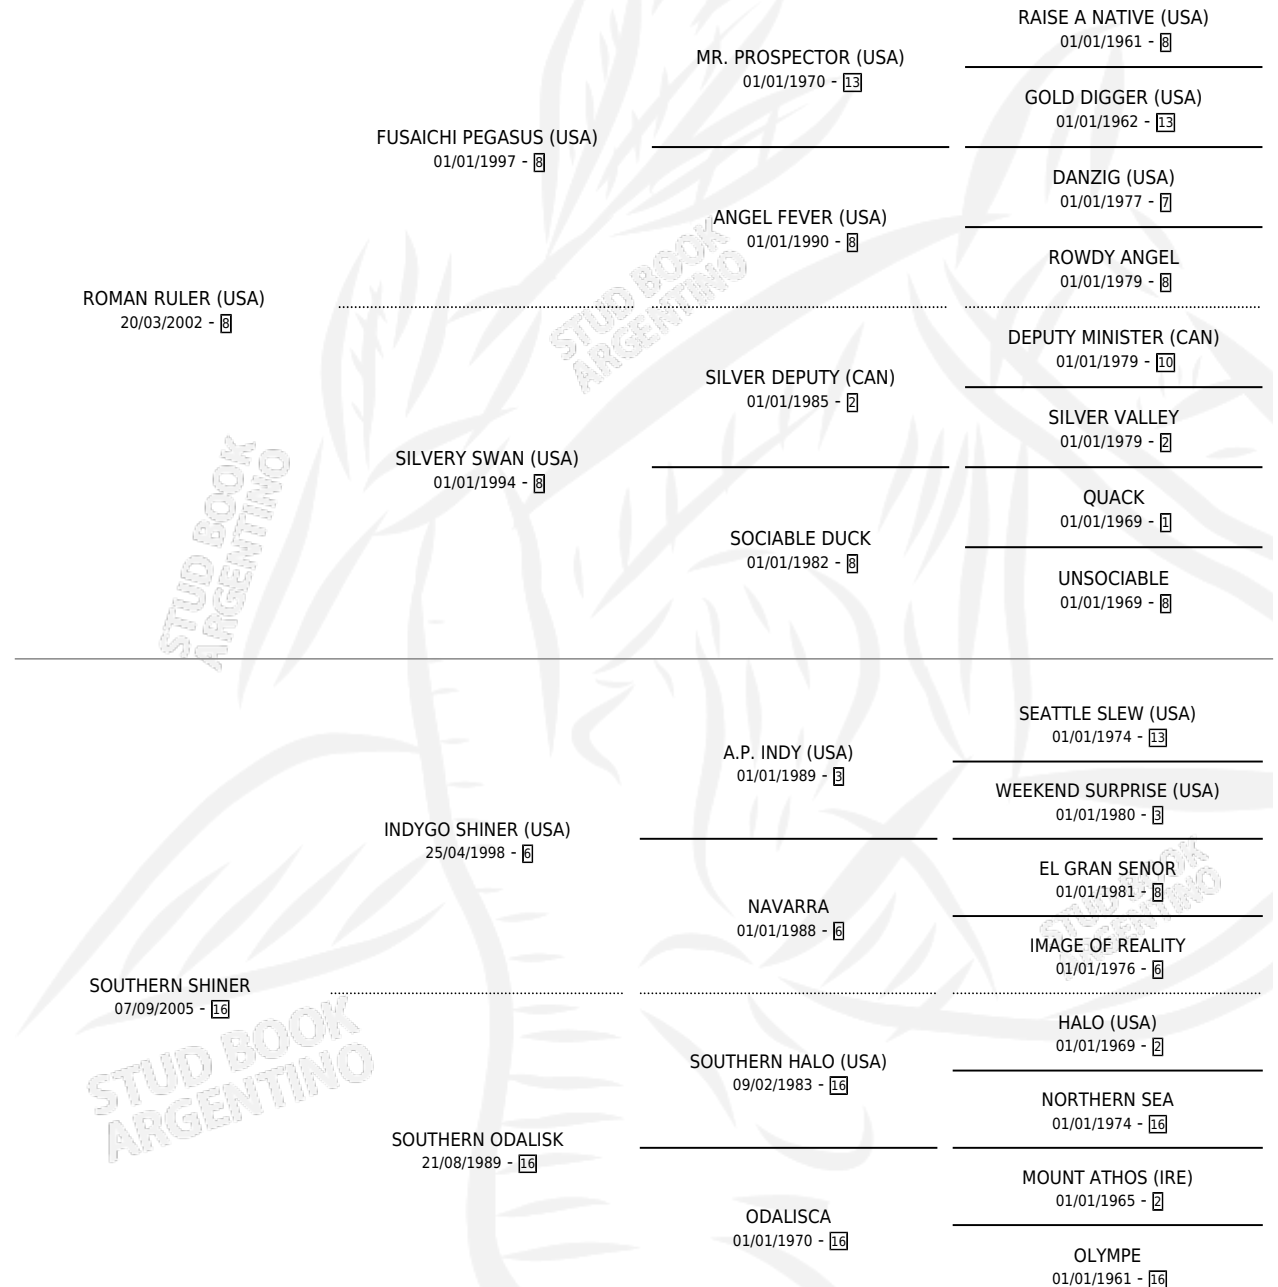 RAISE A NATIVE (USA)
01/01/1961 - 8
MR. PROSPECTOR (USA)
01/01/1970 - 13
GOLD DIGGER (USA)
01/01/1962 - 13
FUSAICHI PEGASUS (USA)
01/01/1997 - 8
DANZIG (USA)
01/01/1977 - 7
ANGEL FEVER (USA)
01/01/1990 - 8
ROWDY ANGEL
01/01/1979 - 8
ROMAN RULER (USA)
20/03/2002 - 8
DEPUTY MINISTER (CAN)
01/01/1979 - 10
SILVER DEPUTY (CAN)
01/01/1985 - 2
SILVER VALLEY
01/01/1979 - 2
SILVERY SWAN (USA)
01/01/1994 - 8
QUACK
01/01/1969 - 1
SOCIABLE DUCK
01/01/1982 - 8
UNSOCIABLE
01/01/1969 - 8
SEATTLE SLEW (USA)
01/01/1974 - 13
A.P. INDY (USA)
01/01/1989 - 3
WEEKEND SURPRISE (USA)
01/01/1980 - 3
INDYGO SHINER (USA)
25/04/1998 - 6
EL GRAN SENOR
01/01/1981 - 8
NAVARRA
01/01/1988 - 6
IMAGE OF REALITY
01/01/1976 - 6
SOUTHERN SHINER
07/09/2005 - 16
HALO (USA)
01/01/1969 - 2
SOUTHERN HALO (USA)
09/02/1983 - 16
NORTHERN SEA
01/01/1974 - 16
SOUTHERN ODALISK
21/08/1989 - 16
MOUNT ATHOS (IRE)
01/01/1965 - 2
ODALISCA
01/01/1970 - 16
OLYMPE
01/01/1961 - 16
STUD BOOK
ARGENTINO
STUD BOOK
ARGENTINO
STUD BOOK
ARGENTINO
STUD BOOK
ARGENTINO